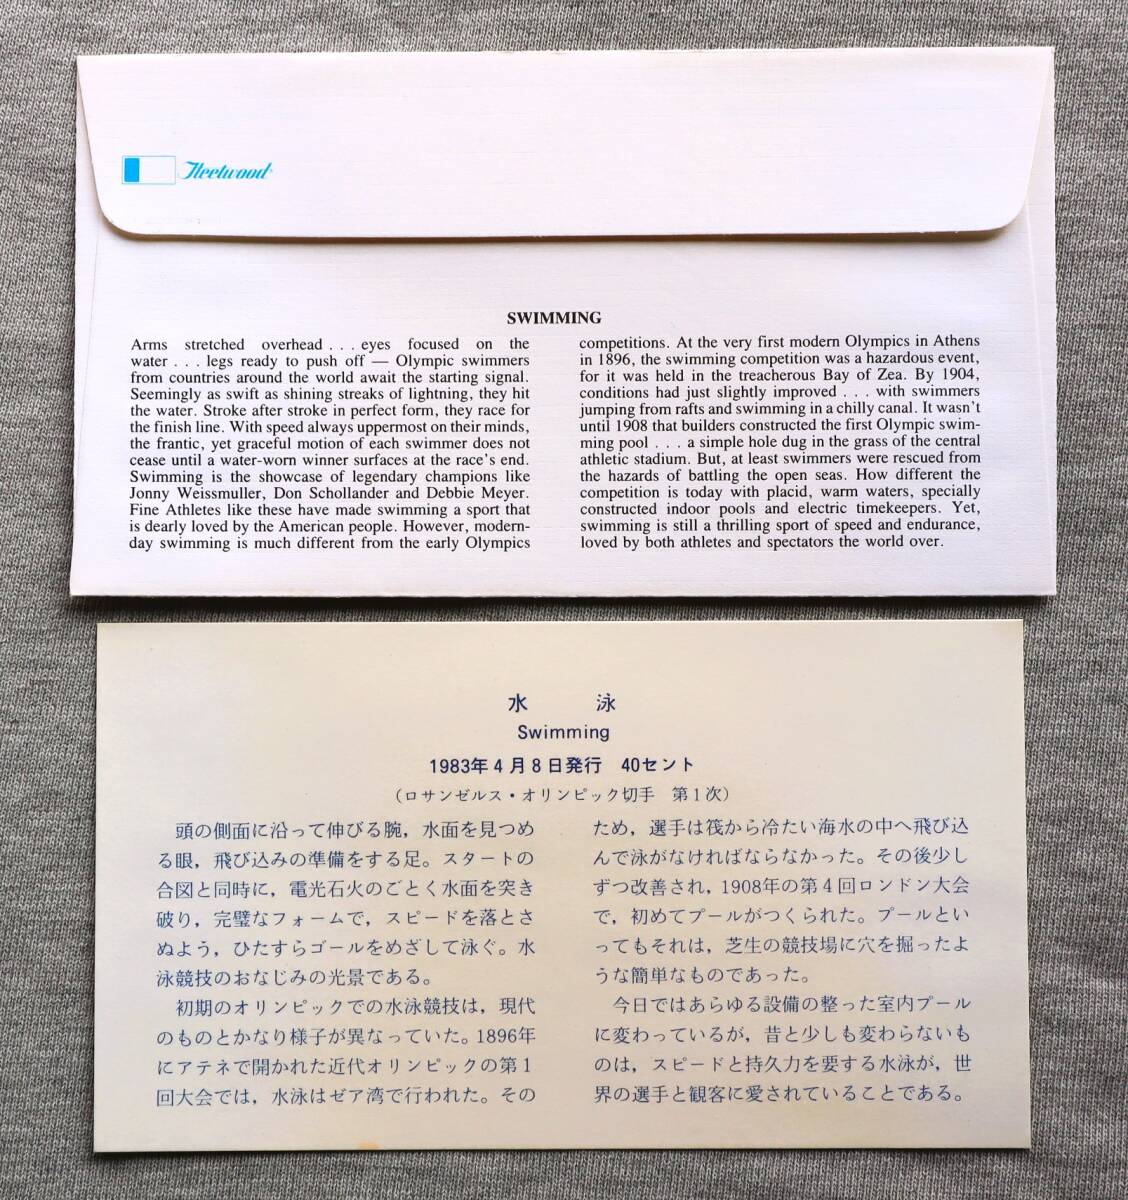 Fleetwood
SWIMMING
Arms stretched overhead . . . eyes focused on the
water . . . legs ready to push off — Olympic swimmers
from countries around the world await the starting signal.
Seemingly as swift as shining streaks of lightning, they hit
the water. Stroke after stroke in perfect form, they race for
the finish line. With speed always uppermost on their minds,
the frantic, yet graceful motion of each swimmer does not
cease until a water-worn winner surfaces at the race's end.
Swimming is the showcase of legendary champions like
Jonny Weissmuller, Don Schollander and Debbie Meyer.
Fine Athletes like these have made swimming a sport that
is dearly loved by the American people. However, modern-
day swimming is much different from the early Olympics
competitions. At the very first modern Olympics in Athens
in 1896, the swimming competition was a hazardous event,
for it was held in the treacherous Bay of Zea. By 1904,
conditions had just slightly improved . . . with swimmers
jumping from rafts and swimming in a chilly canal. It wasn't
until 1908 that builders constructed the first Olympic swim-
ming pool . . . a simple hole dug in the grass of the central
athletic stadium. But, at least swimmers were rescued from
the hazards of battling the open seas. How different the
competition is today with placid, warm waters, specially
constructed indoor pools and electric timekeepers. Yet,
swimming is still a thrilling sport of speed and endurance,
loved by both athletes and spectators the world over.
水 泳
Swimming
1983年4月8日発行 40セント
（ロサンゼルス・オリンピック切手 第1次）
頭の側面に沿って伸びる腕，水面を見つめ
る眼，飛び込みの準備をする足。スタートの
合図と同時に，電光石火のごとく水面を突き
破り，完璧なフォームで，スピードを落とさ
ぬよう，ひたすらゴールをめざして泳ぐ。水
泳競技のおなじみの光景である。
初期のオリンピックでの水泳競技は，現代
のものとかなり様子が異なっていた。1896年
にアテネで開かれた近代オリンピックの第1
回大会では，水泳はゼア湾で行われた。その
ため，選手は筏から冷たい海水の中へ飛び込
んで泳がなければならなかった。その後少し
ずつ改善され，1908年の第4回ロンドン大会
で，初めてプールがつくられた。プールとい
ってもそれは，芝生の競技場に穴を掘ったよ
うな簡単なものであった。
今日ではあらゆる設備の整った室内プール
に変わっているが，昔と少しも変わらないも
のは，スピードと持久力を要する水泳が，世
界の選手と観客に愛されていることである。